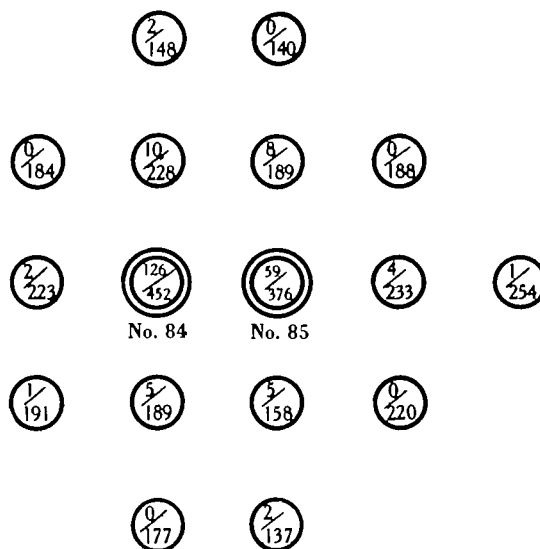 2/148 0/140
0/184 10/228 8/189 0/188
2/223 126/452 59/376 4/233 1/254
No. 84 No. 85
1/191 5/189 5/158 0/220
0/177 2/137